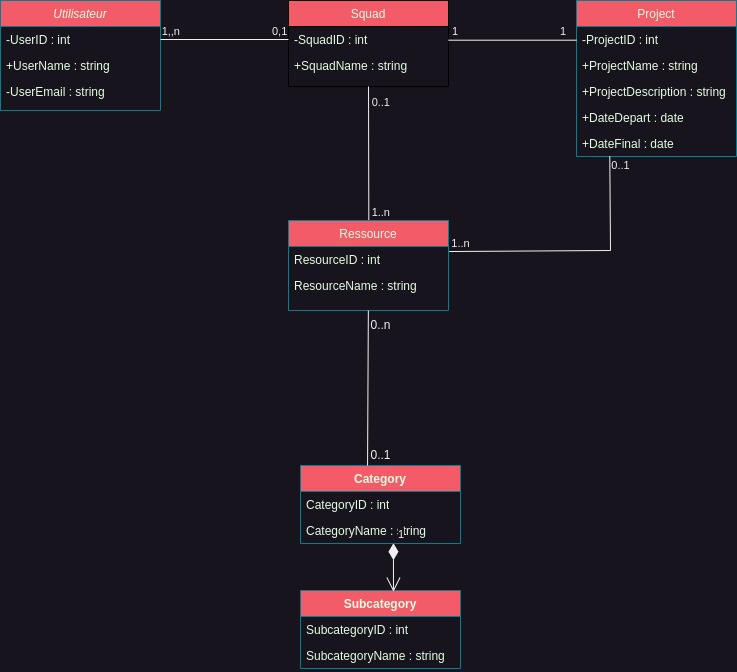 Utilisateur
-UserID : int
+UserName : string
-UserEmail : string
1,,n
0,1
Squad
-SquadID : int
+SquadName : string
1
1
Project
-ProjectID : int
+ProjectName : string
+ProjectDescription : string
+DateDepart : date
+DateFinal : date
0..1
0..1
1..n
1..n
Ressource
ResourceID : int
ResourceName : string
0..n
0..1
Category
CategoryID : int
CategoryName : string
1
Subcategory
SubcategoryID : int
SubcategoryName : string